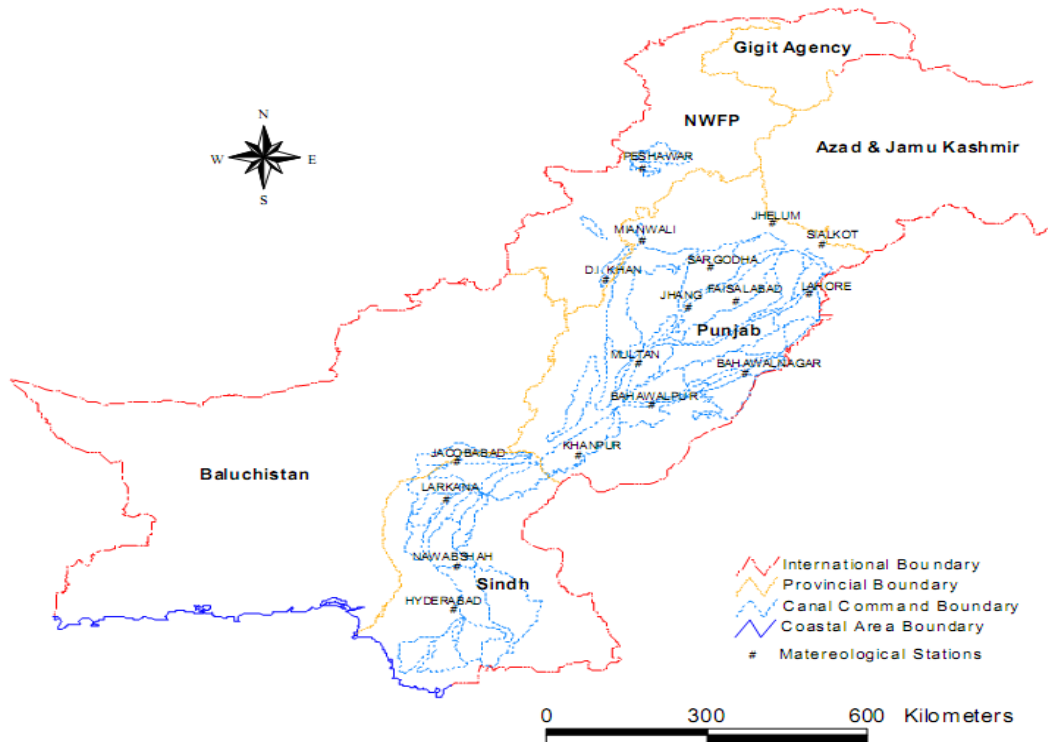 Gigit Agency
NWFP
Azad & Jamu Kashmir
N
W E
S
PESHAWAR
#
JHELUM
#
MIANWALI
#
SIALKOT
#
SARGODHA
#
D.I. KHAN
#
JHANG
#
FAISALABAD
#
LAHORE
#
Punjab
MULTAN
#
BAHAWALNAGAR
#
BAHAWALPUR
#
KHANPUR
#
JACOBABAD
#
Baluchistan
LARKANA
#
NAWABSHAH
#
Sindh
HYDERABAD
#
International Boundary
Provincial Boundary
Canal Command Boundary
Coastal Area Boundary
# Matereological Stations
0 300 600 Kilometers